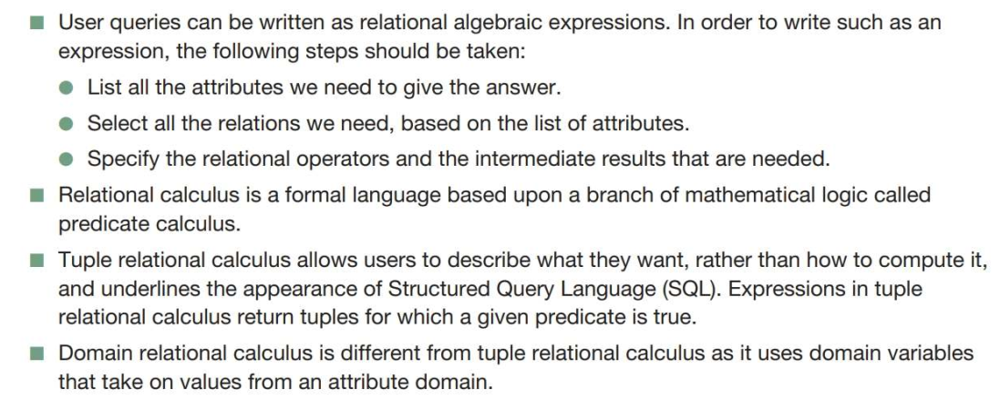 User queries can be written as relational algebraic expressions. In order to write such as an
expression, the following steps should be taken:
List all the attributes we need to give the answer.
Select all the relations we need, based on the list of attributes.
Specify the relational operators and the intermediate results that are needed.
Relational calculus is a formal language based upon a branch of mathematical logic called
predicate calculus.
Tuple relational calculus allows users to describe what they want, rather than how to compute it,
and underlines the appearance of Structured Query Language (SQL). Expressions in tuple
relational calculus return tuples for which a given predicate is true.
Domain relational calculus is different from tuple relational calculus as it uses domain variables
that take on values from an attribute domain.